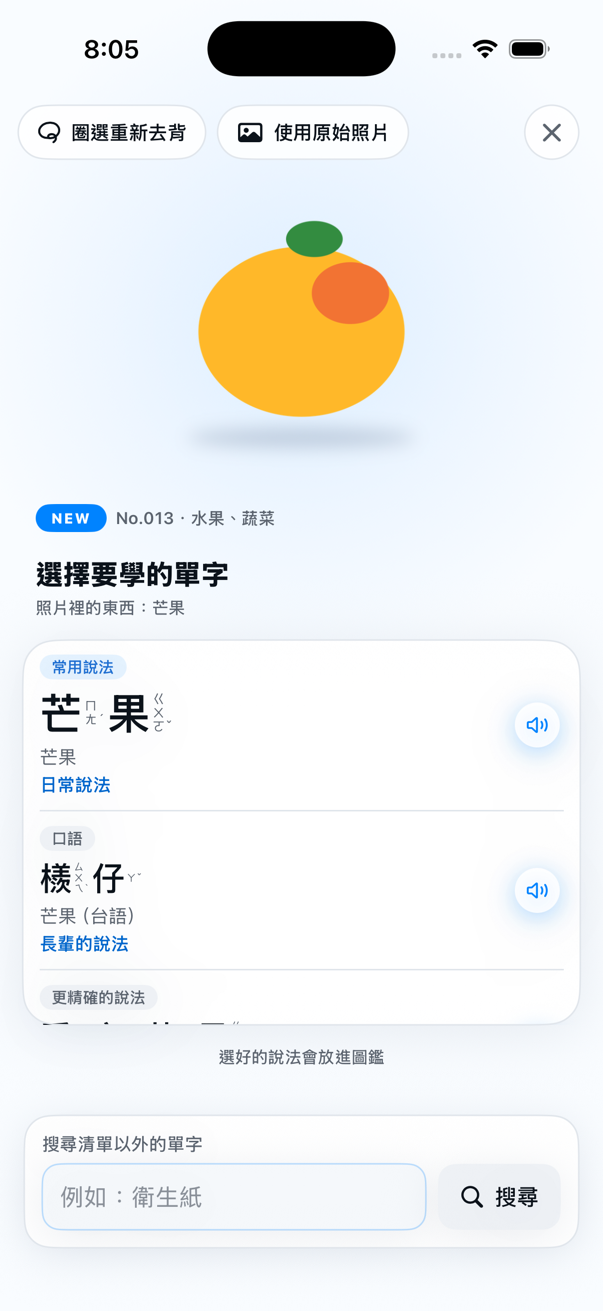 8:05
圈選重新去背
使用原始照片
NEW No.013 · 水果、蔬菜
選擇要學的單字
照片裡的東西：芒果
常用說法
芒ㄇㄤˊ果ㄍㄨㄛˇ
芒果
日常說法
口語
檨ㄙㄨㄟˋ仔ㄚˇ
芒果 (台語)
長輩的說法
更精確的說法
選好的說法會放進圖鑑
搜尋清單以外的單字
例如：衛生紙
搜尋